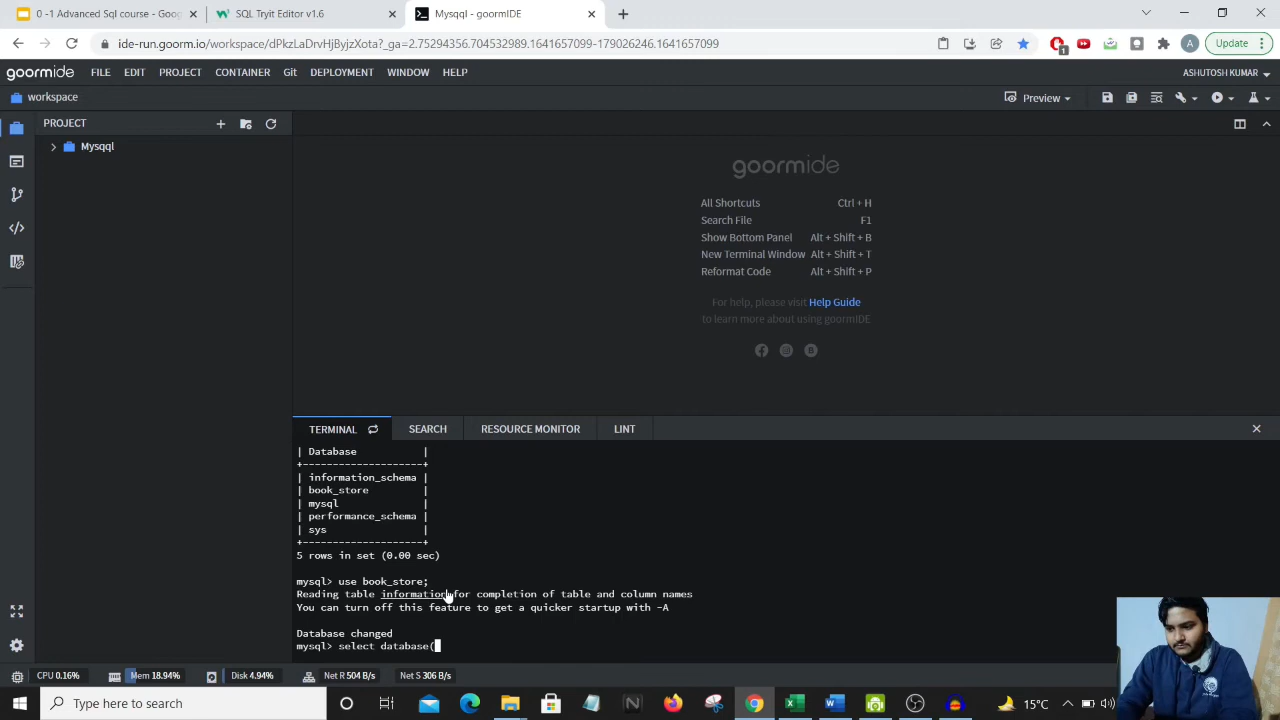 0 -1 Advanced Sql course - Goog
SQL Tryit Editor v1.6
Mysqql - goormIDE
ide-run.goorm.io/workspace/dPkzLaDrvHjByjz6ota?_ga=2.75284356.704532989.1641657099-1790262646.1641657099
1
A
Update
goormide
FILE EDIT PROJECT CONTAINER Git DEPLOYMENT WINDOW HELP
ASHUTOSH KUMAR
workspace
Preview
PROJECT
Mysqql
goormide
All Shortcuts Ctrl + H
Search File F1
Show Bottom Panel Alt + Shift + B
New Terminal Window Alt + Shift + T
Reformat Code Alt + Shift + P
For help, please visit Help Guide
to learn more about using goormIDE
TERMINAL SEARCH RESOURCE MONITOR LINT
| Database |
+--------------------+
| information_schema |
| book_store |
| mysql |
| performance_schema |
| sys |
+--------------------+
5 rows in set (0.00 sec)
mysql> use book_store;
Reading table information for completion of table and column names
You can turn off this feature to get a quicker startup with -A
Database changed
mysql> select database(
CPU 0.16% Mem 18.94% Disk 4.94% Net R 504 B/s Net S 306 B/s
Type here to search
15°C